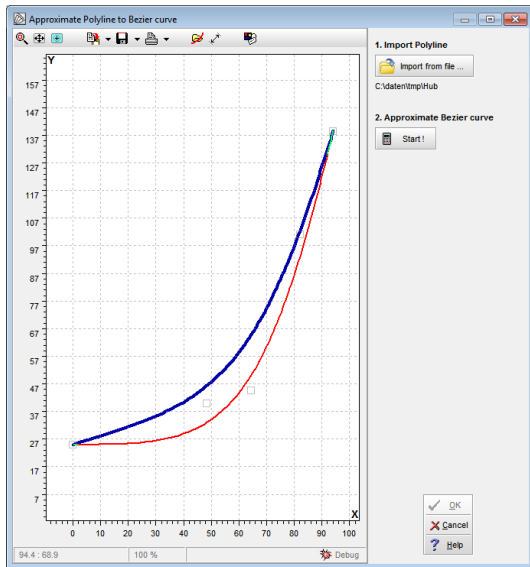 Approximate Polyline to Bezier curve
Y
157
147
137
127
117
107
97
87
77
67
57
47
37
27
17
7
X
0 10 20 30 40 50 60 70 80 90 100
94.4 : 68.9 100 % Debug
1. Import Polyline
Import from file ...
C:\daten\tmp\Hub
2. Approximate Bezier curve
Start !
OK
Cancel
Help